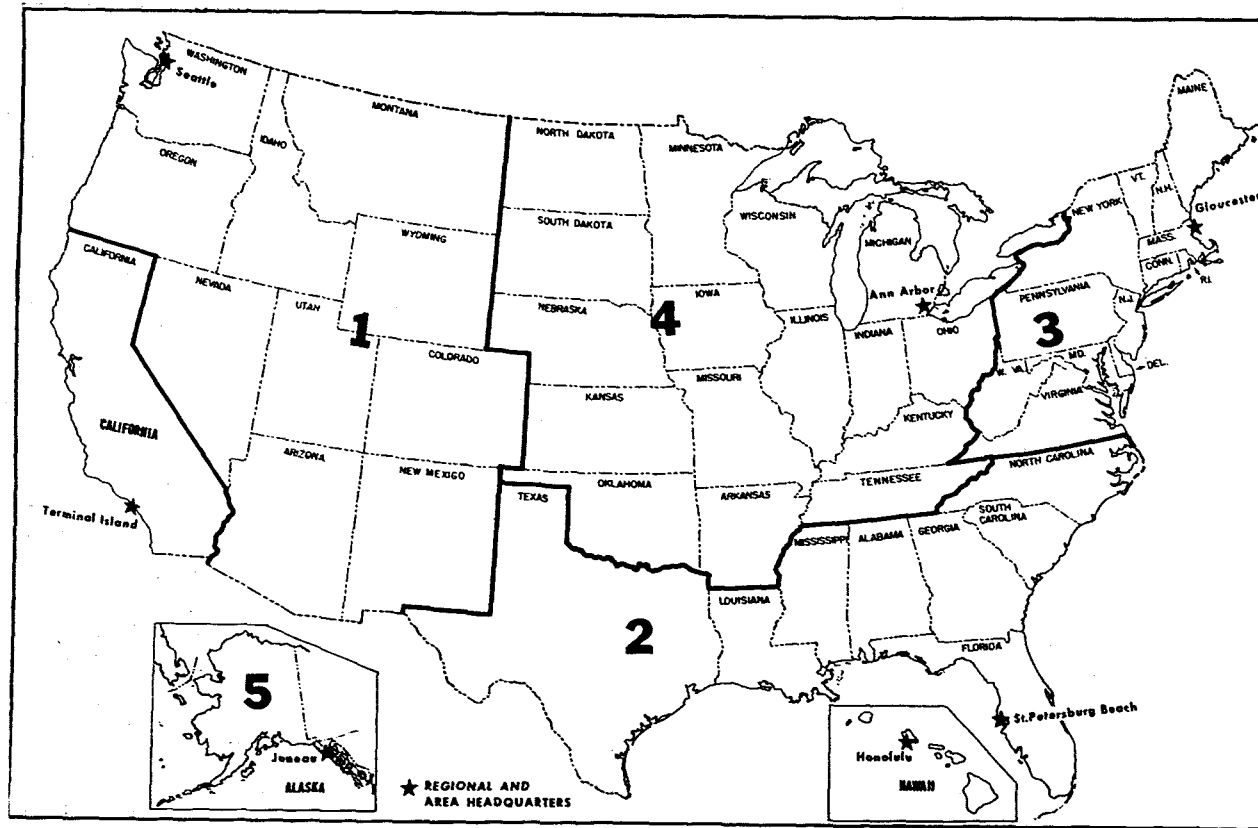 WASHINGTON
Seattle
MONTANA
NORTH DAKOTA
MINNESOTA
MAINE
IDAHO
OREGON
VT.
N.H.
NEW YORK
Gloucester
WISCONSIN
MICHIGAN
SOUTH DAKOTA
WYOMING
MASS.
CONN.
R.I.
CALIFORNIA
NEVADA
UTAH
1
COLORADO
NEBRASKA
IOWA
4
Ann Arbor
ILLINOIS
INDIANA
OHIO
PENNSYLVANIA
N.J.
3
MD.
DEL.
W. VA.
VIRGINIA
KANSAS
MISSOURI
KENTUCKY
CALIFORNIA
ARIZONA
NEW MEXICO
TEXAS
OKLAHOMA
ARKANSAS
TENNESSEE
NORTH CAROLINA
SOUTH
CAROLINA
Terminal Island
MISSISSIPPI
ALABAMA
GEORGIA
LOUISIANA
2
FLORIDA
St. Petersburg Beach
5
Juneau
ALASKA
REGIONAL AND
AREA HEADQUARTERS
Honolulu
HAWAII